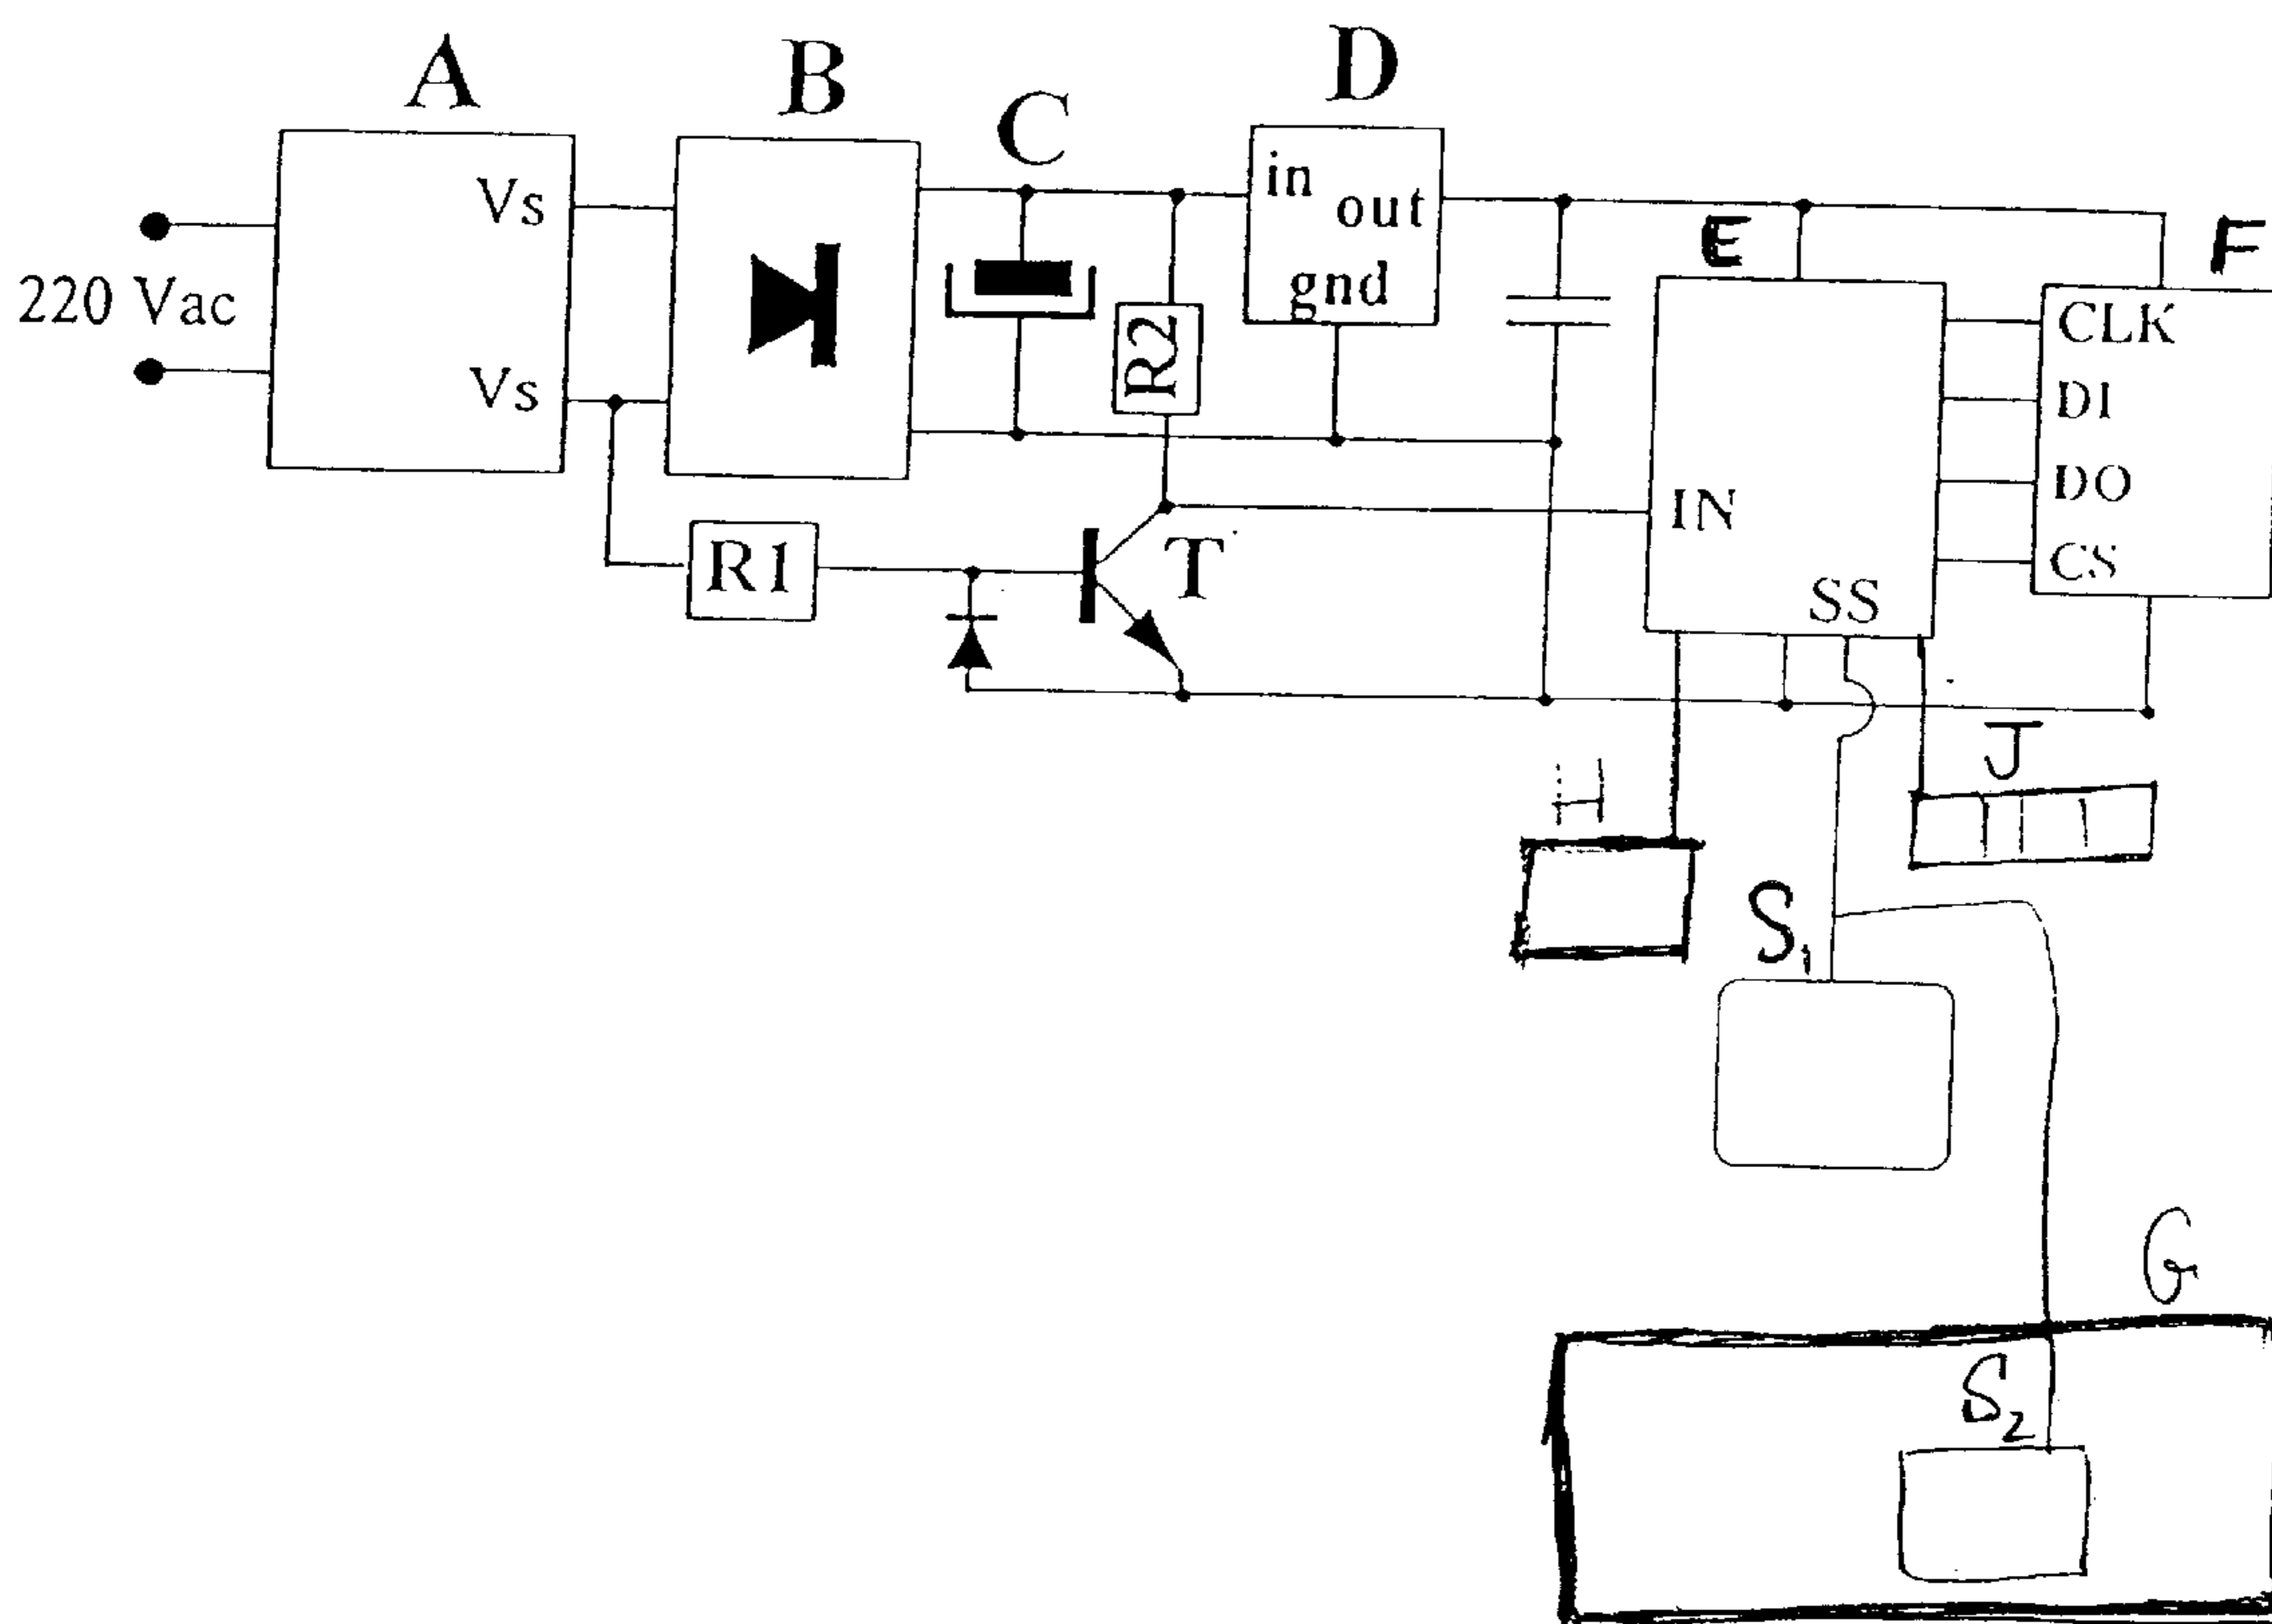 A
B
C
D
Vs
in
out
gnd
220 Vac
Vs
R2
E
F
CLK
DI
DO
CS
IN
SS
R1
T
H
J
S₁
G
S₂